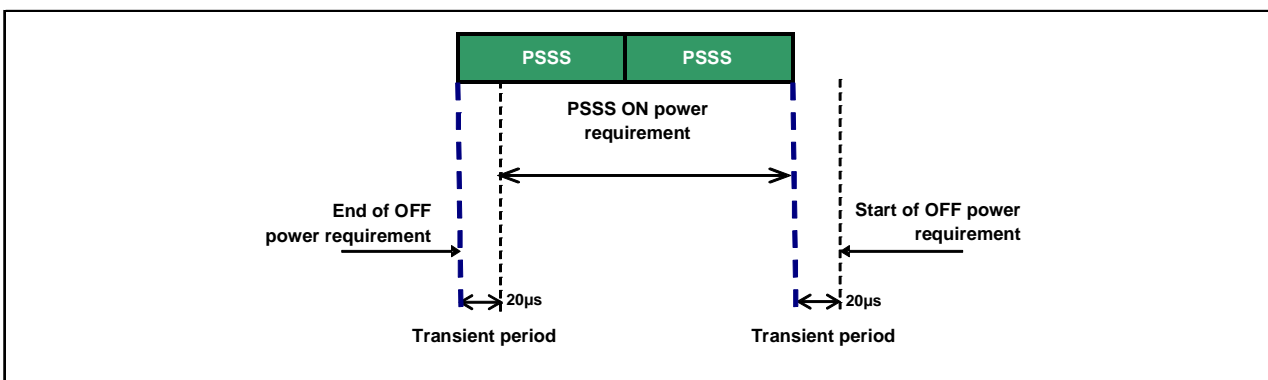 PSSS PSSS
PSSS ON power
requirement
End of OFF
power requirement
Start of OFF power
requirement
20µs
20µs
Transient period
Transient period